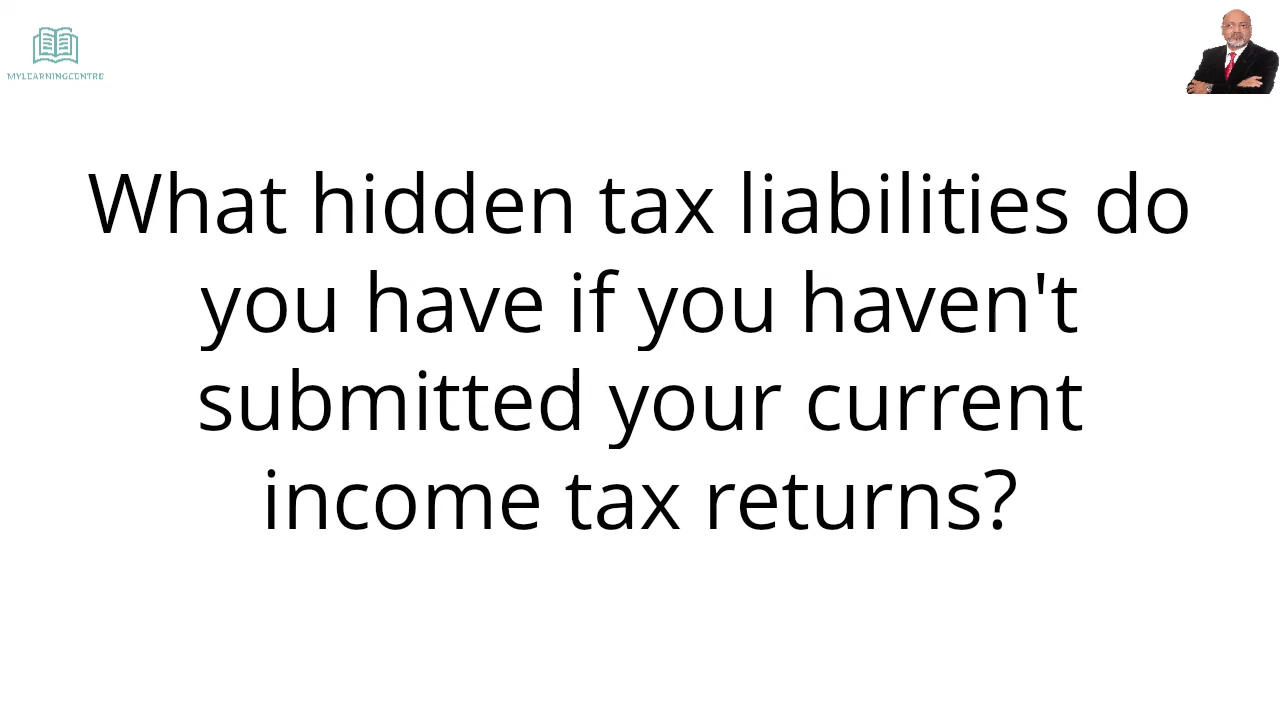 MYLEARNINGCENTRE
What hidden tax liabilities do
you have if you haven't
submitted your current
income tax returns?